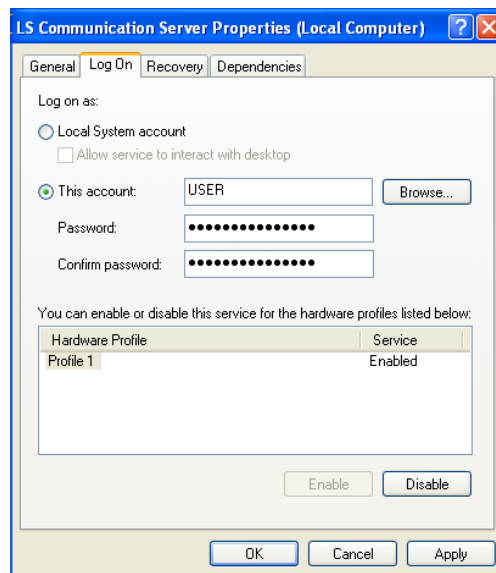 LS Communication Server Properties (Local Computer)
General Log On Recovery Dependencies
Log on as:
Local System account
Allow service to interact with desktop
This account: USER Browse...
Password: ●●●●●●●●●●●●●●●
Confirm password: ●●●●●●●●●●●●●●●
You can enable or disable this service for the hardware profiles listed below:
Hardware Profile Service
Profile 1 Enabled
Enable Disable
OK Cancel Apply